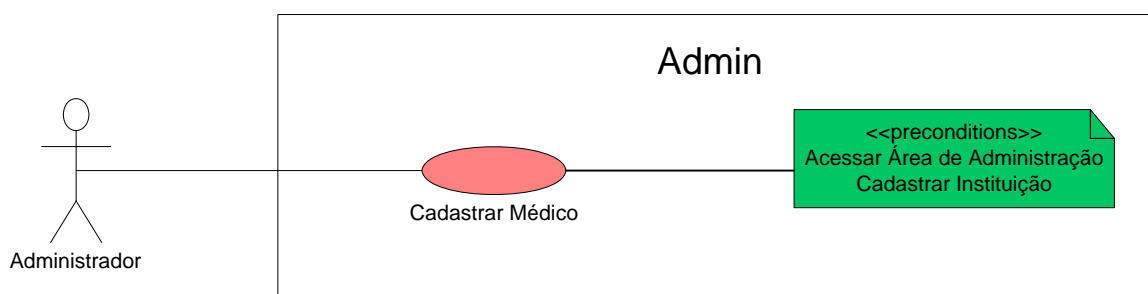 Admin
<<preconditions>>
Acessar Área de Administração
Cadastrar Instituição
Cadastrar Médico
Administrador